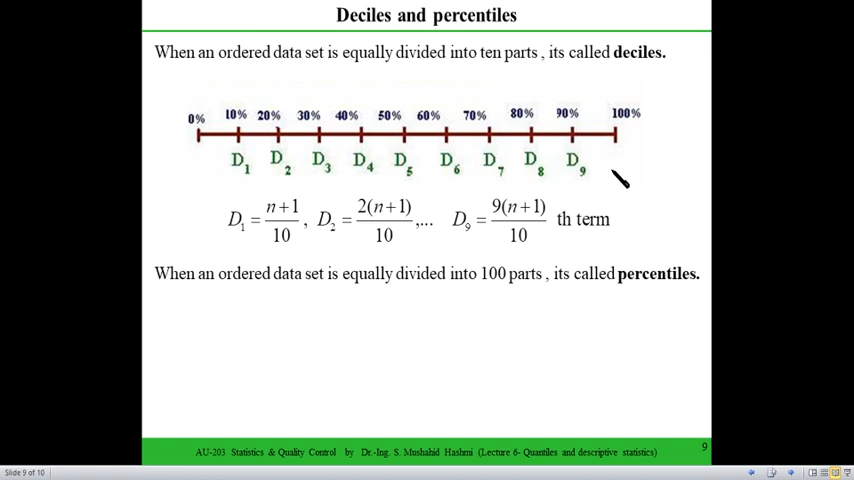 Deciles and percentiles
When an ordered data set is equally divided into ten parts , its called deciles.
0% 10% 20% 30% 40% 50% 60% 70% 80% 90% 100%
D1 D2 D3 D4 D5 D6 D7 D8 D9
D1 = n+1/10 , D2 = 2(n+1)/10 ,... D9 = 9(n+1)/10 th term
When an ordered data set is equally divided into 100 parts , its called percentiles.
AU-203 Statistics & Quality Control by Dr.-Ing. S. Mushahid Hashmi (Lecture 6- Quantiles and descriptive statistics)
9
Slide 9 of 10